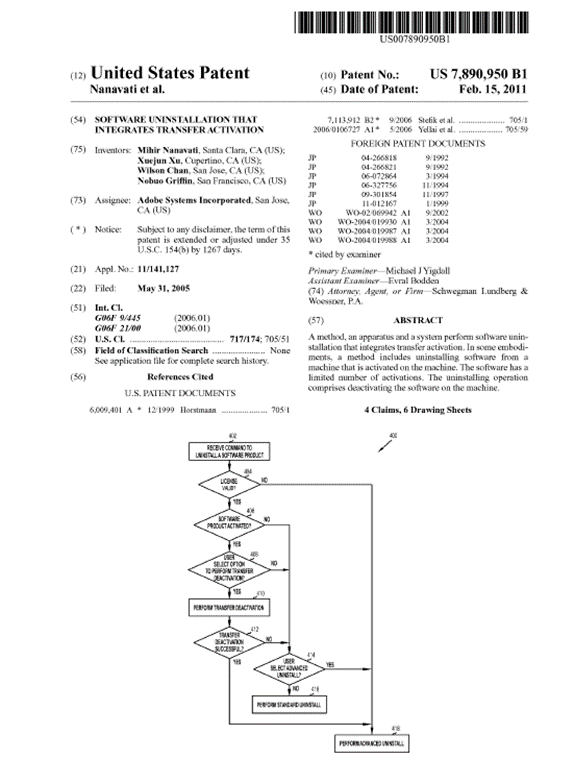 US007890950B1
(12) United States Patent
Nanavati et al.
(10) Patent No.: US 7,890,950 B1
(45) Date of Patent: Feb. 15, 2011
(54) SOFTWARE UNINSTALLATION THAT
INTEGRATES TRANSFER ACTIVATION
(75) Inventors: Mihir Nanavati, Santa Clara, CA (US);
Xuejun Xu, Cupertino, CA (US);
Wilson Chan, San Jose, CA (US);
Nobuo Griffin, San Francisco, CA (US)
(73) Assignee: Adobe Systems Incorporated, San Jose,
CA (US)
( * ) Notice: Subject to any disclaimer, the term of this
patent is extended or adjusted under 35
U.S.C. 154(b) by 1267 days.
(21) Appl. No.: 11/141,127
(22) Filed: May 31, 2005
(51) Int. Cl.
G06F 9/445 (2006.01)
G06F 21/00 (2006.01)
(52) U.S. Cl. ................................ 717/174; 705/51
(58) Field of Classification Search .................... None
See application file for complete search history.
(56) References Cited
U.S. PATENT DOCUMENTS
6,009,401 A * 12/1999 Horstmann .................. 705/1
7,113,912 B2 * 9/2006 Stefik et al. .................. 705/1
2006/0106727 A1 * 5/2006 Yellai et al. .................. 705/59
FOREIGN PATENT DOCUMENTS
JP 04-266818 9/1992
JP 04-266821 9/1992
JP 06-072864 3/1994
JP 06-327756 11/1994
JP 09-301854 11/1997
JP 11-012167 1/1999
WO WO-02/069942 A1 9/2002
WO WO-2004/019930 A1 3/2004
WO WO-2004/019987 A1 3/2004
WO WO-2004/019988 A1 3/2004
* cited by examiner
Primary Examiner—Michael J Yigdall
Assistant Examiner—Evral Bodden
(74) Attorney, Agent, or Firm—Schwegman Lundberg &
Woessner, P.A.
(57) ABSTRACT
A method, an apparatus and a system perform software unin-
stallation that integrates transfer activation. In some embodi-
ments, a method includes uninstalling software from a
machine that is activated on the machine. The software has a
limited number of activations. The uninstalling operation
comprises deactivating the software on the machine.
4 Claims, 6 Drawing Sheets
402
RECEIVE COMMAND TO
UNINSTALL A SOFTWARE PRODUCT
400
404
LICENSE
VALID?
NO
YES
406
SOFTWARE
PRODUCT ACTIVATED?
NO
YES
408
USER
SELECT OPTION
TO PERFORM TRANSFER
DEACTIVATION?
NO
YES
410
PERFORM TRANSFER DEACTIVATION
412
TRANSFER
DEACTIVATION
SUCCESSFUL?
NO
YES
414
USER
SELECT ADVANCED
UNINSTALL?
YES
NO
416
PERFORM STANDARD UNINSTALL
418
PERFORM ADVANCED UNINSTALL